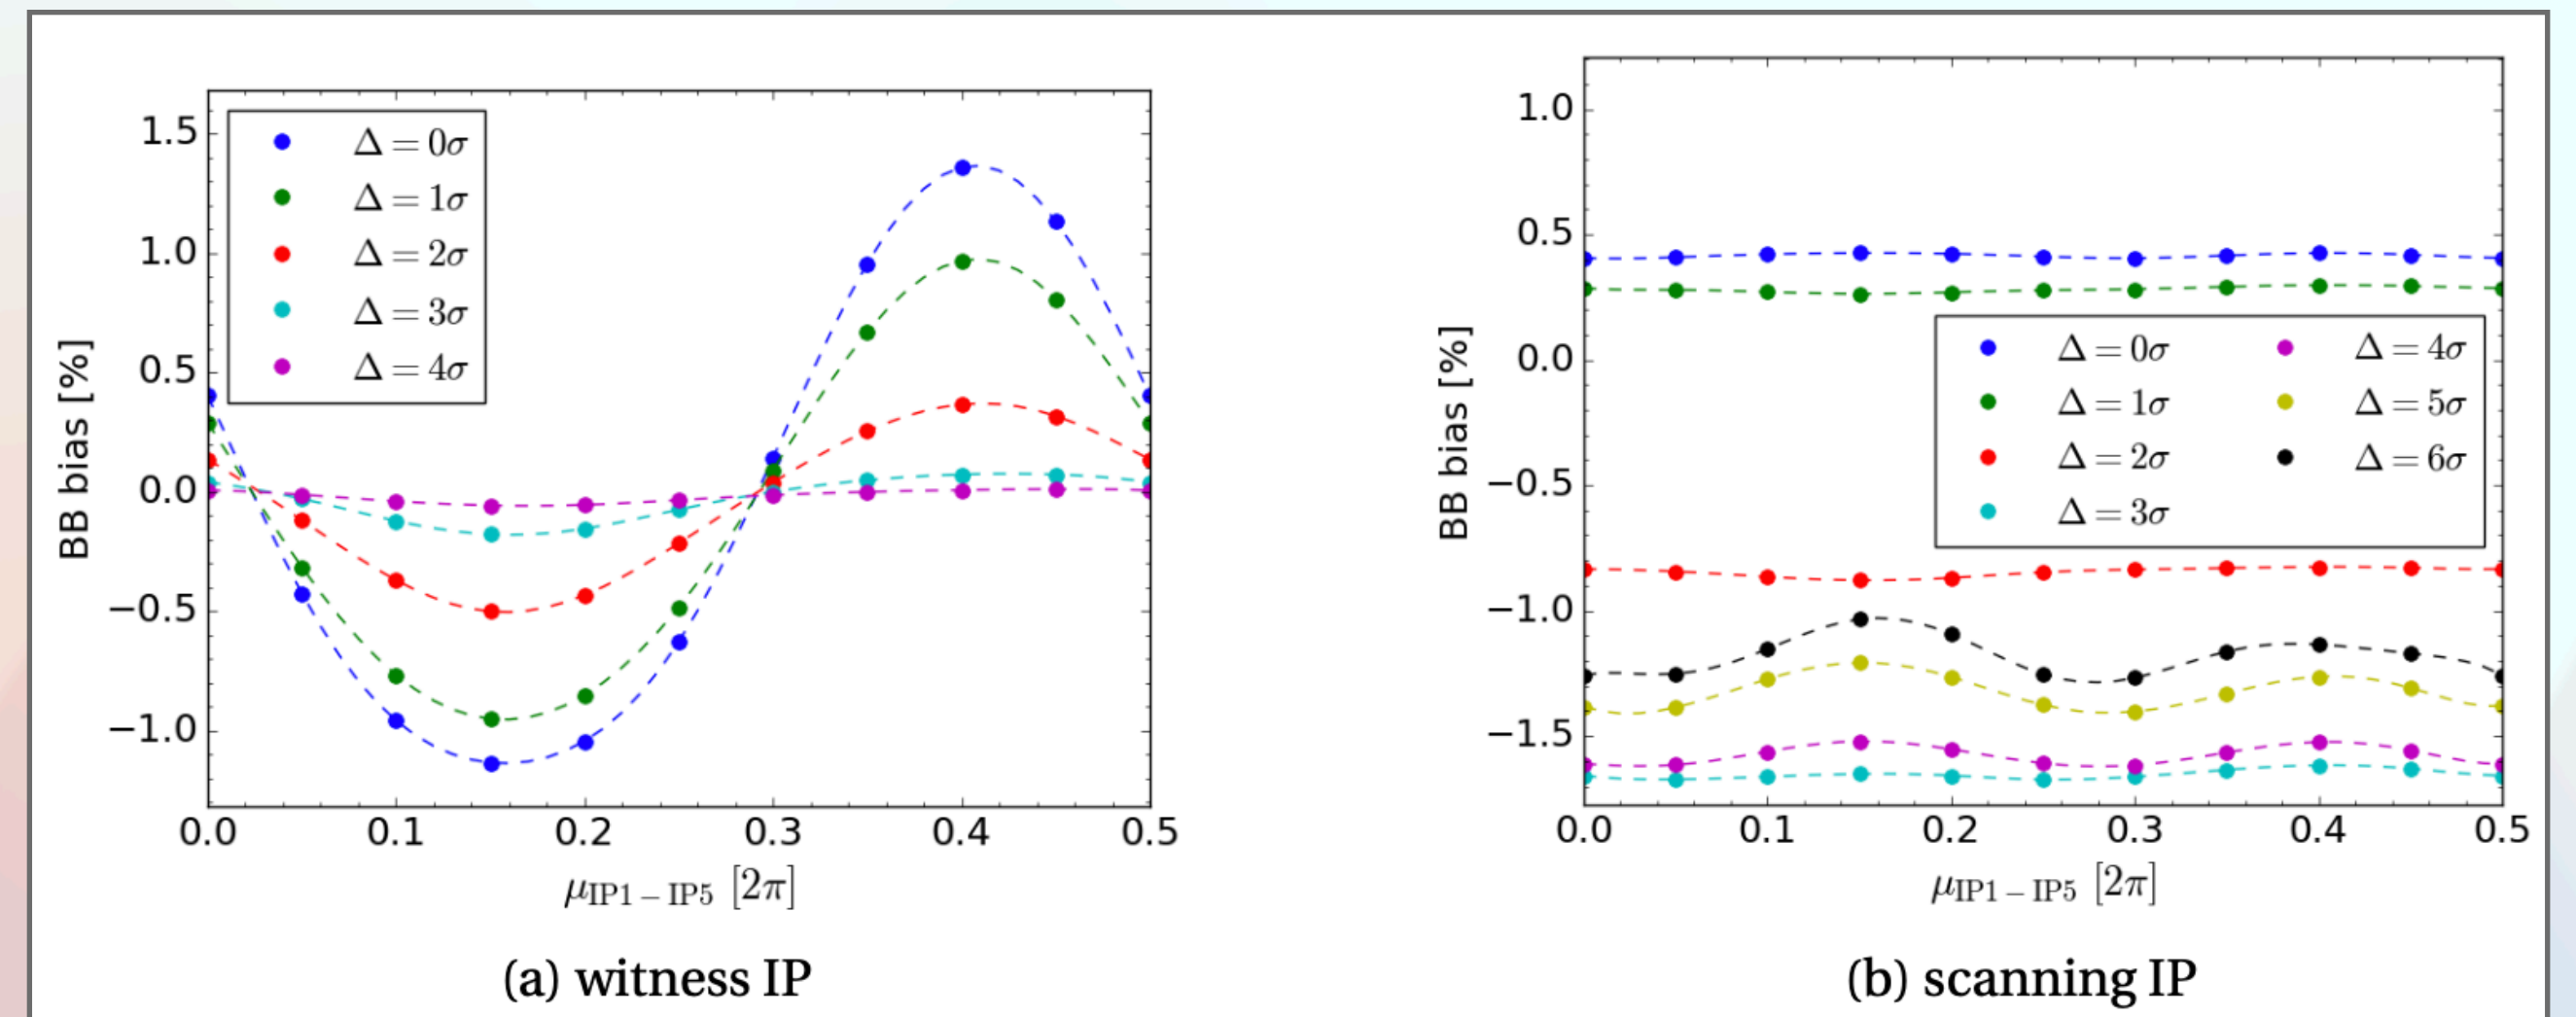 1.5
1.0
0.5
0.0
−0.5
−1.0
BB bias [%]
Δ = 0σ
Δ = 1σ
Δ = 2σ
Δ = 3σ
Δ = 4σ
0.0 0.1 0.2 0.3 0.4 0.5
μIP1 − IP5 [2π]
(a) witness IP
1.0
0.5
0.0
−0.5
−1.0
−1.5
BB bias [%]
Δ = 0σ Δ = 4σ
Δ = 1σ Δ = 5σ
Δ = 2σ Δ = 6σ
Δ = 3σ
0.0 0.1 0.2 0.3 0.4 0.5
μIP1 − IP5 [2π]
(b) scanning IP